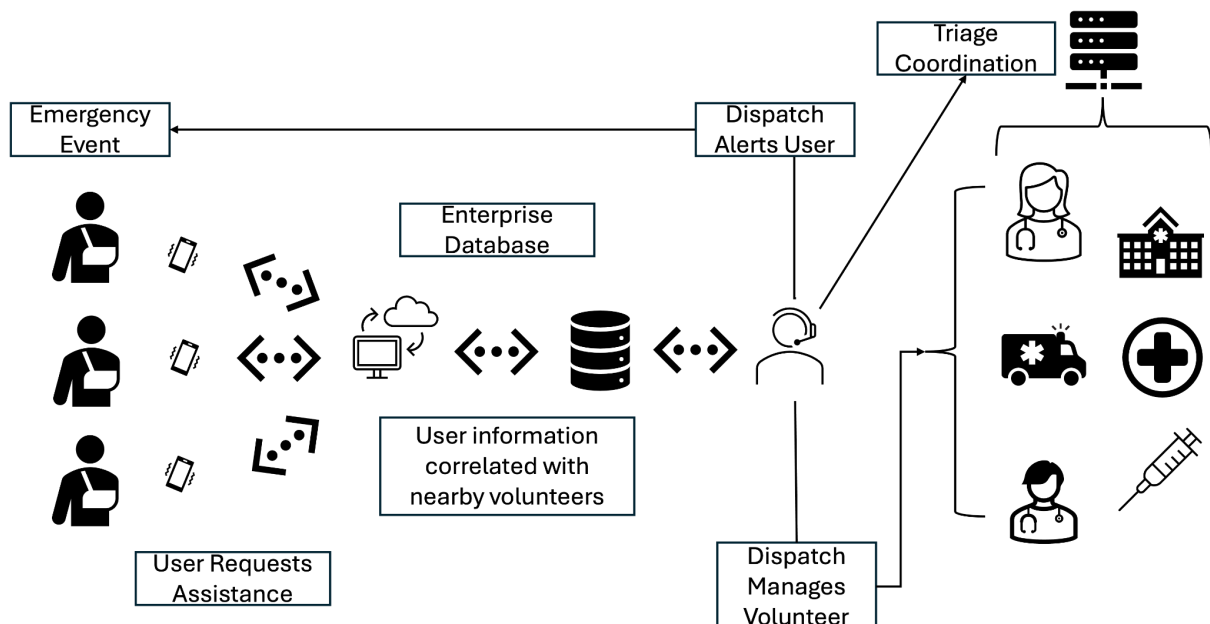 Triage
Coordination
Emergency
Event
Dispatch
Alerts User
Enterprise
Database
User information
correlated with
nearby volunteers
User Requests
Assistance
Dispatch
Manages
Volunteer